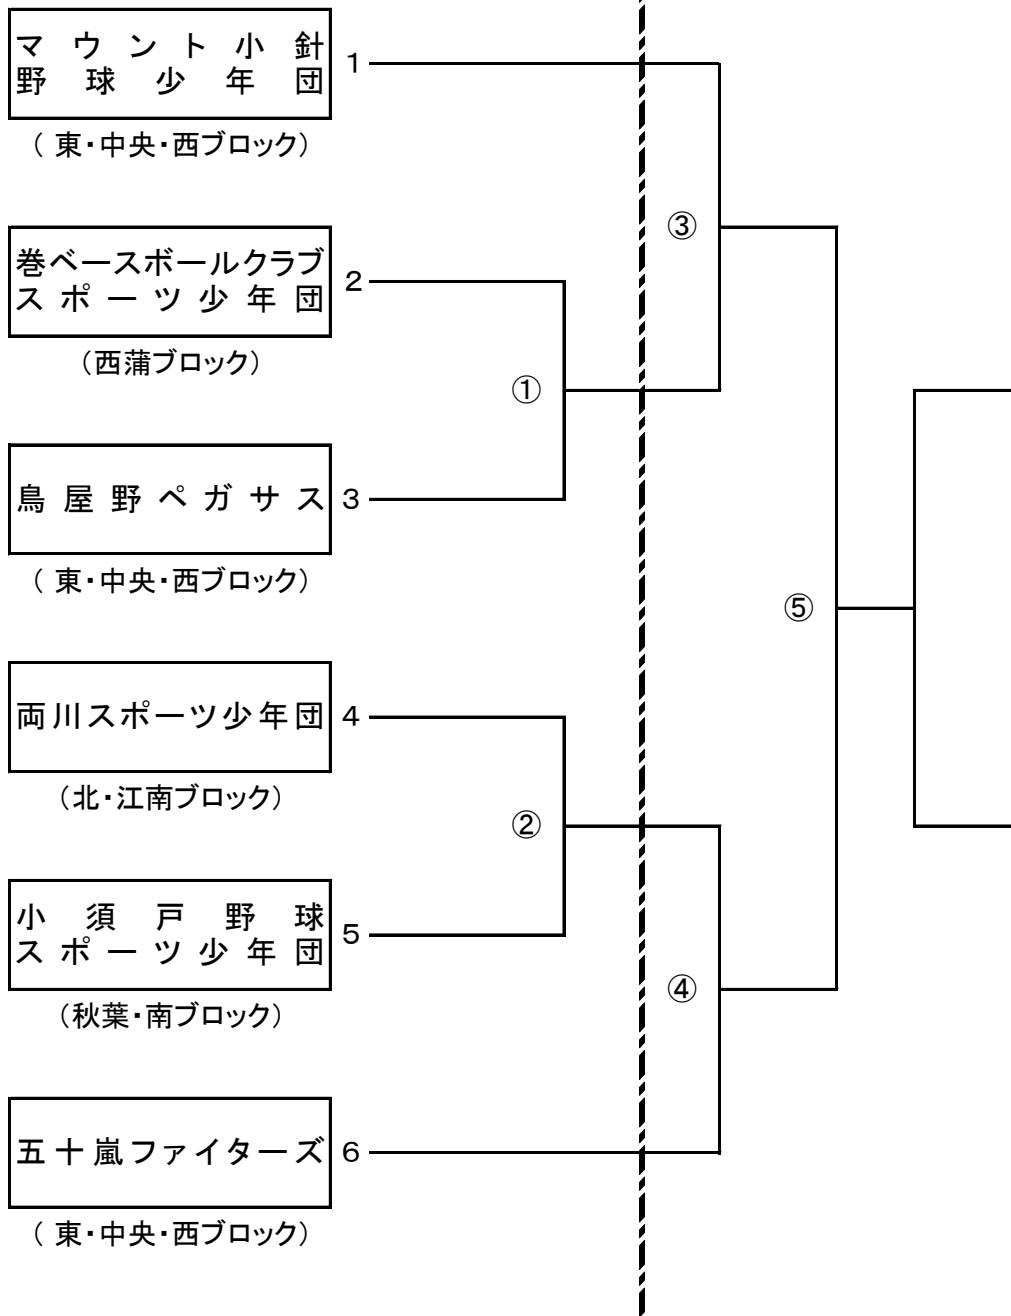 マウント小針
野球少年団
1
（東・中央・西ブロック）
③
巻ベースボールクラブ
スポーツ少年団
2
（西蒲ブロック）
①
鳥屋野ペガサス
3
（東・中央・西ブロック）
⑤
両川スポーツ少年団
4
（北・江南ブロック）
②
小須戸野球
スポーツ少年団
5
（秋葉・南ブロック）
④
五十嵐ファイターズ
6
（東・中央・西ブロック）